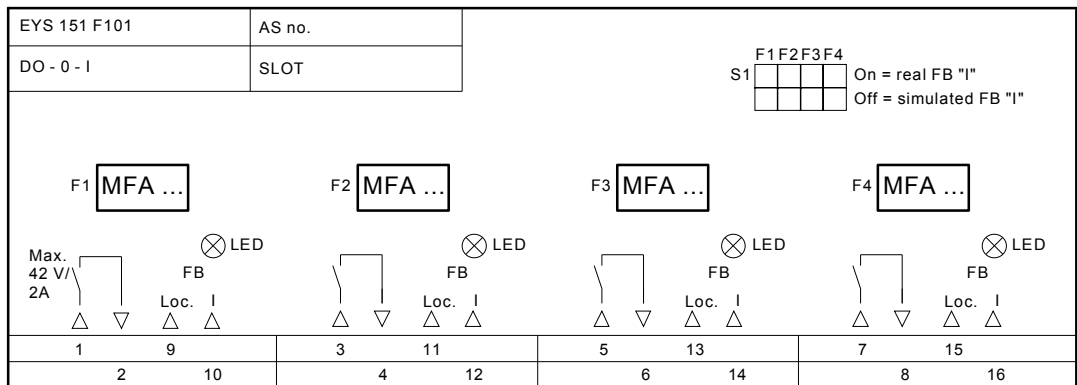 EYS 151 F101
AS no.
DO - 0 - I
SLOT
F1 F2 F3 F4
S1
On = real FB "I"
Off = simulated FB "I"
F1 MFA ...
F2 MFA ...
F3 MFA ...
F4 MFA ...
LED
LED
LED
LED
Max.
42 V/
2A
FB
FB
FB
FB
Loc. I
Loc. I
Loc. I
Loc. I
1 9 3 11 5 13 7 15
2 10 4 12 6 14 8 16